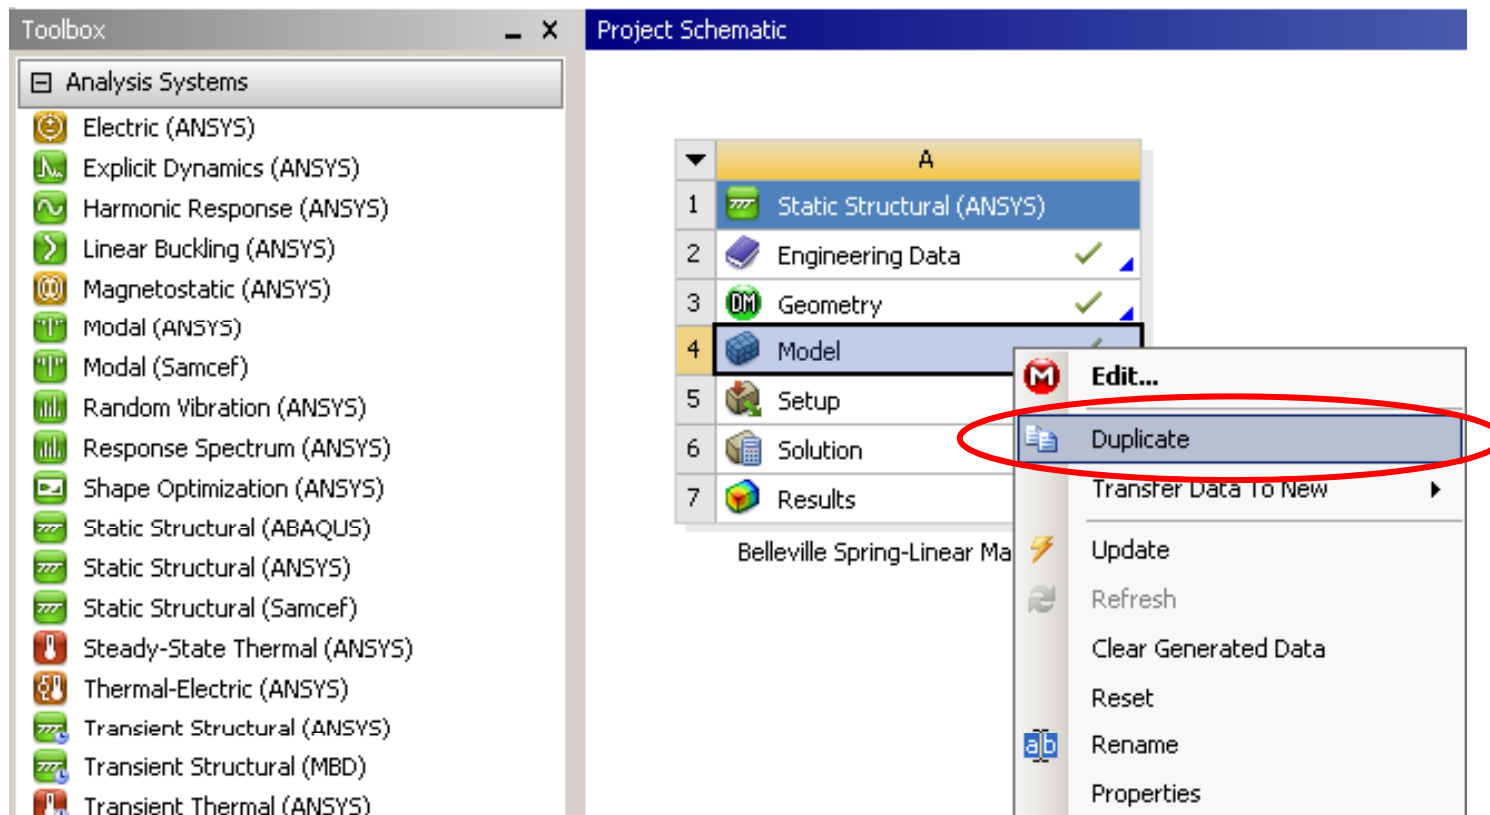 Toolbox
Project Schematic
Analysis Systems
Electric (ANSYS)
Explicit Dynamics (ANSYS)
Harmonic Response (ANSYS)
Linear Buckling (ANSYS)
Magnetostatic (ANSYS)
Modal (ANSYS)
Modal (Samcef)
Random Vibration (ANSYS)
Response Spectrum (ANSYS)
Shape Optimization (ANSYS)
Static Structural (ABAQUS)
Static Structural (ANSYS)
Static Structural (Samcef)
Steady-State Thermal (ANSYS)
Thermal-Electric (ANSYS)
Transient Structural (ANSYS)
Transient Structural (MBD)
Transient Thermal (ANSYS)
A
1 Static Structural (ANSYS)
2 Engineering Data
3 DM Geometry
4 Model
5 Setup
6 Solution
7 Results
Belleville Spring-Linear Ma
M Edit...
Duplicate
Transfer Data To New
Update
Refresh
Clear Generated Data
Reset
ab Rename
Properties